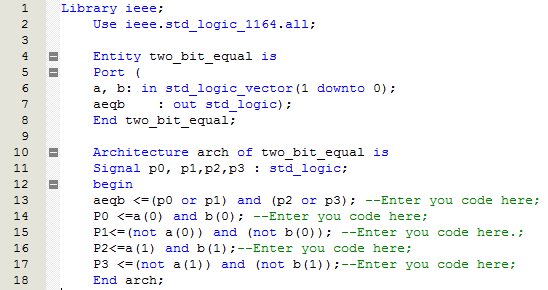 1 Library ieee;
2 Use ieee.std_logic_1164.all;
3
4 Entity two_bit_equal is
5 Port (
6 a, b: in std_logic_vector(1 downto 0);
7 aeqb : out std_logic);
8 End two_bit_equal;
9
10 Architecture arch of two_bit_equal is
11 Signal p0, p1,p2,p3 : std_logic;
12 begin
13 aeqb <=(p0 or p1) and (p2 or p3); --Enter you code here;
14 P0 <=a(0) and b(0); --Enter you code here;
15 P1<=(not a(0)) and (not b(0)); --Enter you code here.;
16 P2<=a(1) and b(1);--Enter you code here;
17 P3 <=(not a(1)) and (not b(1));--Enter you code here;
18 End arch;